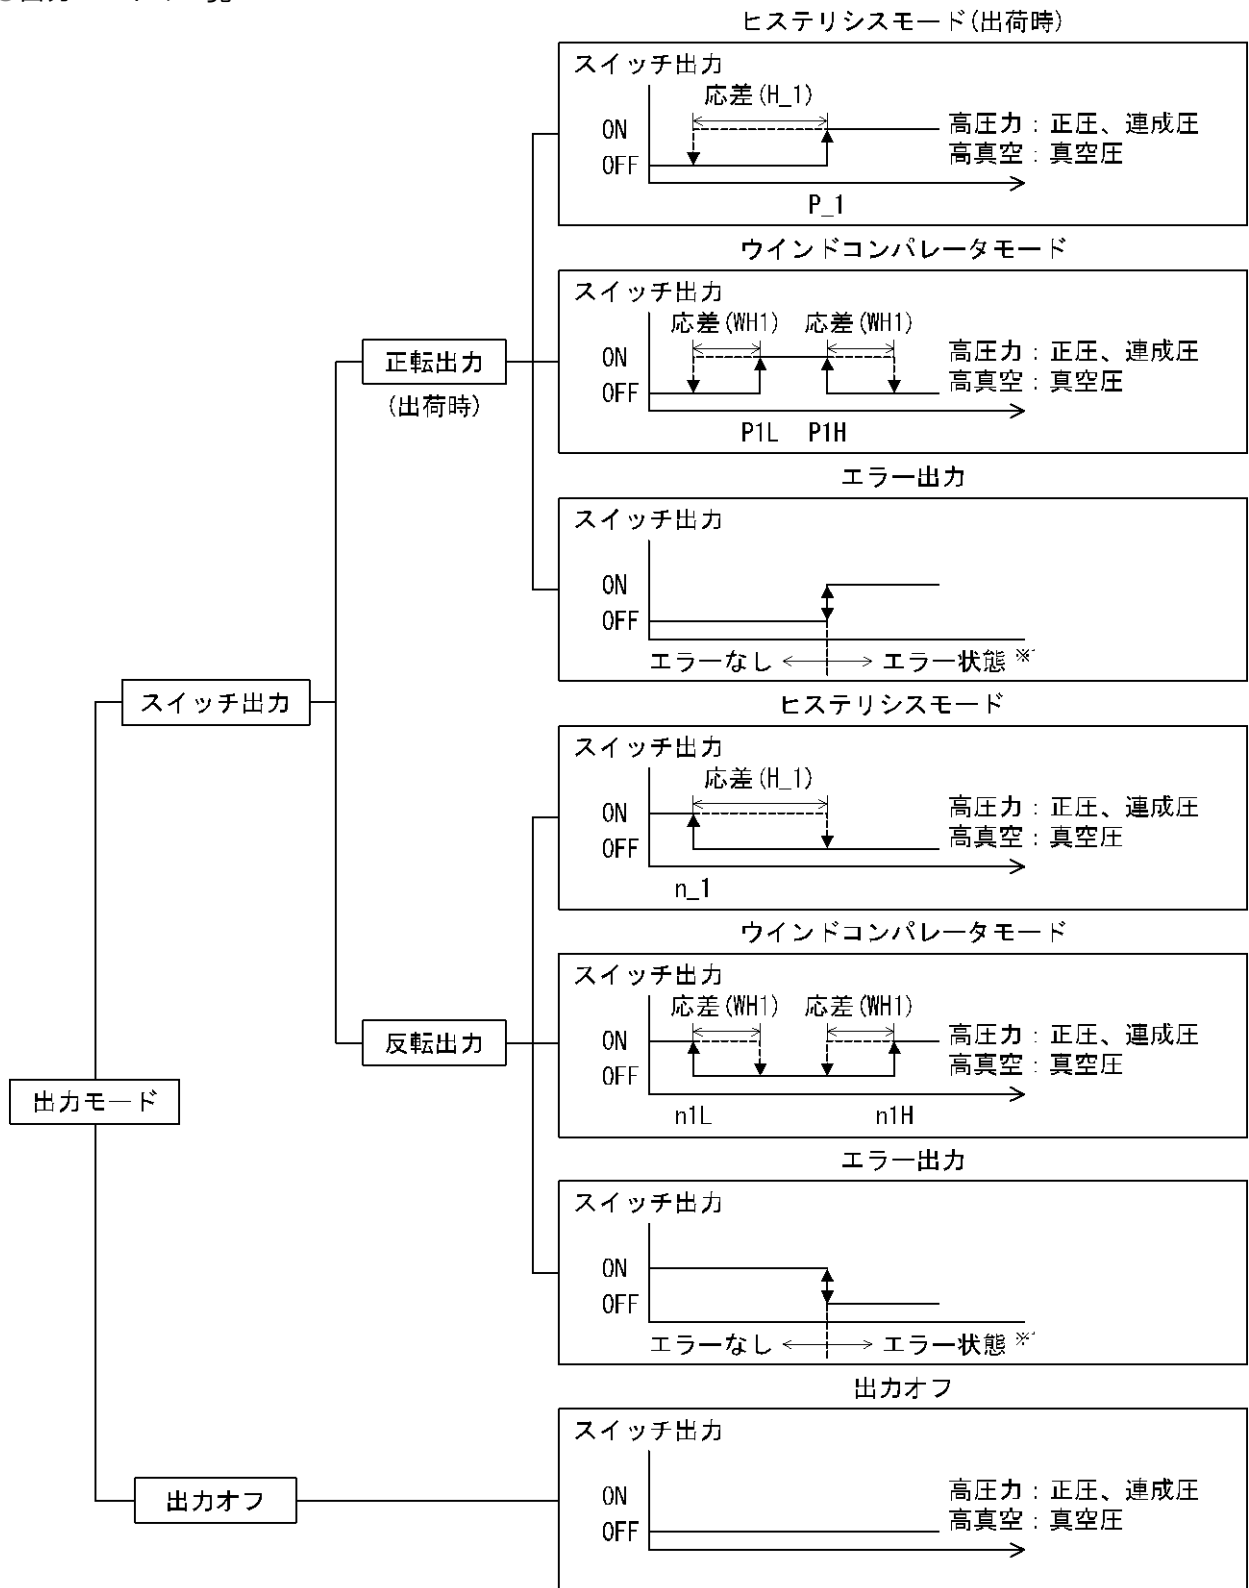 ヒステリシスモード(出荷時)
スイッチ出力
応差(H_1)
ON
OFF
高圧力：正圧、連成圧
高真空：真空圧
P_1
ウインドコンパレータモード
スイッチ出力
応差(WH1) 応差(WH1)
ON
OFF
高圧力：正圧、連成圧
高真空：真空圧
P1L P1H
正転出力
(出荷時)
エラー出力
スイッチ出力
ON
OFF
エラーなし エラー状態
スイッチ出力
ヒステリシスモード
スイッチ出力
応差(H_1)
ON
OFF
高圧力：正圧、連成圧
高真空：真空圧
n_1
ウインドコンパレータモード
スイッチ出力
応差(WH1) 応差(WH1)
ON
OFF
高圧力：正圧、連成圧
高真空：真空圧
n1L n1H
反転出力
出力モード
エラー出力
スイッチ出力
ON
OFF
エラーなし エラー状態
出力オフ
スイッチ出力
ON
OFF
高圧力：正圧、連成圧
高真空：真空圧
出力オフ